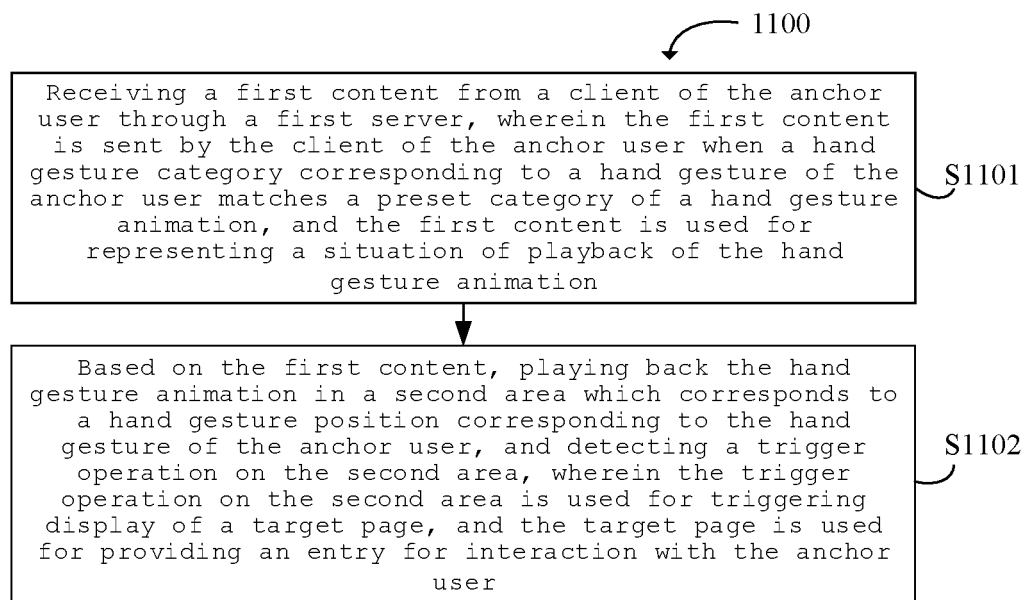 1100
Receiving a first content from a client of the anchor
user through a first server, wherein the first content
is sent by the client of the anchor user when a hand
gesture category corresponding to a hand gesture of the
anchor user matches a preset category of a hand gesture
animation, and the first content is used for
representing a situation of playback of the hand
gesture animation
S1101
Based on the first content, playing back the hand
gesture animation in a second area which corresponds to
a hand gesture position corresponding to the hand
gesture of the anchor user, and detecting a trigger
operation on the second area, wherein the trigger
operation on the second area is used for triggering
display of a target page, and the target page is used
for providing an entry for interaction with the anchor
user
S1102